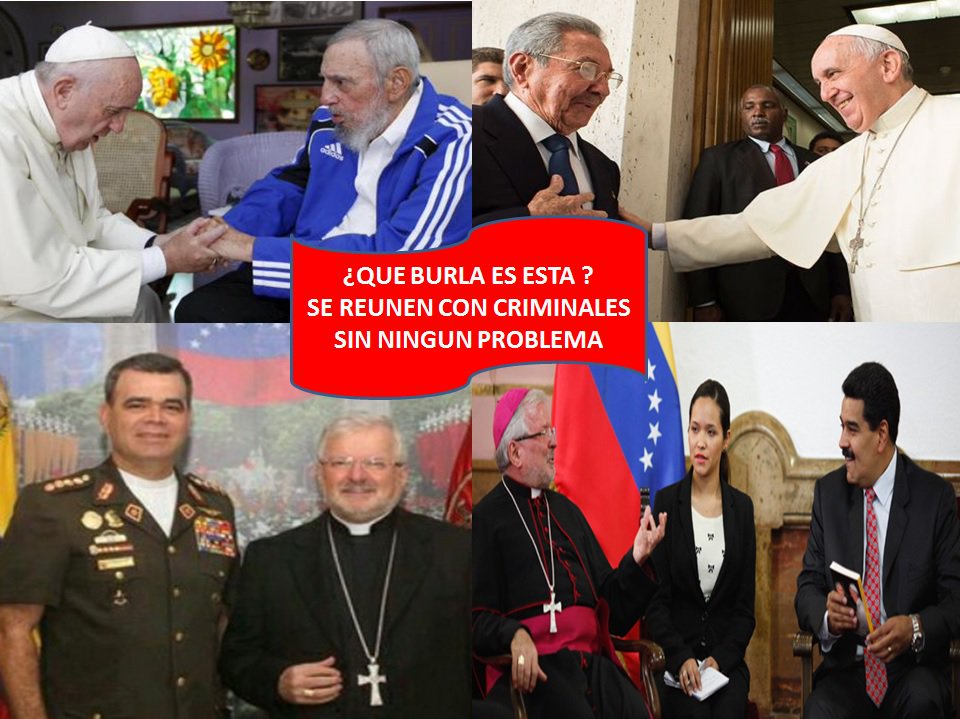 adidas
¿QUE BURLA ES ESTA ?
SE REUNEN CON CRIMINALES
SIN NINGUN PROBLEMA